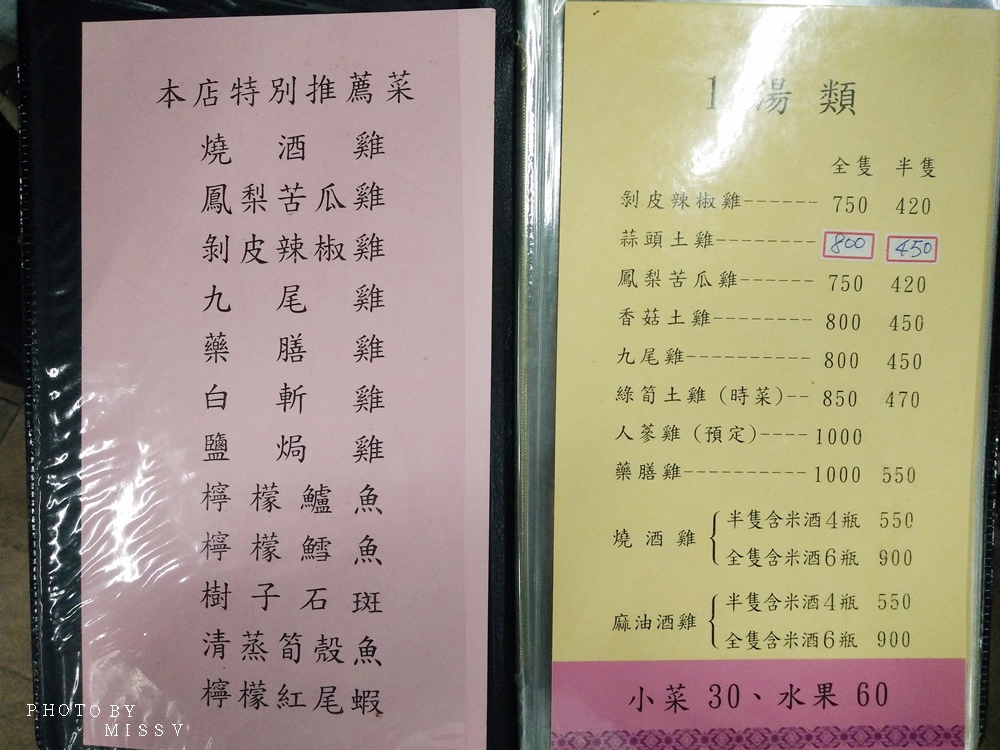 本店特別推薦菜
燒酒雞
鳳梨苦瓜雞
剝皮辣椒雞
九尾雞
藥膳雞
白斬雞
鹽焗雞
檸檬鱸魚
檸檬鱈魚
樹子石斑
清蒸筍殼魚
檸檬紅尾蝦
1 湯類
全隻 半隻
剝皮辣椒雞------ 750 420
蒜頭土雞-------- 800 450
鳳梨苦瓜雞------ 750 420
香菇土雞-------- 800 450
九尾雞---------- 800 450
綠筍土雞(時菜)-- 850 470
人蔘雞(預定)---- 1000
藥膳雞---------- 1000 550
燒酒雞 { 半隻含米酒4瓶 550
全隻含米酒6瓶 900
麻油酒雞 { 半隻含米酒4瓶 550
全隻含米酒6瓶 900
小菜 30、水果 60
PHOTO BY
MISS V